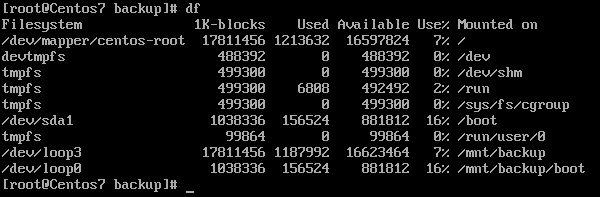 [root@Centos7 backup]# df
Filesystem              1K-blocks    Used Available Use% Mounted on
/dev/mapper/centos-root  17811456 1213632  16597824   7% /
devtmpfs                   488392       0    488392   0% /dev
tmpfs                      499300       0    499300   0% /dev/shm
tmpfs                      499300    6808    492492   2% /run
tmpfs                      499300       0    499300   0% /sys/fs/cgroup
/dev/sda1                 1038336  156524    881812  16% /boot
tmpfs                       99864       0     99864   0% /run/user/0
/dev/loop3               17811456 1187992  16623464   7% /mnt/backup
/dev/loop0                1038336  156524    881812  16% /mnt/backup/boot
[root@Centos7 backup]# _